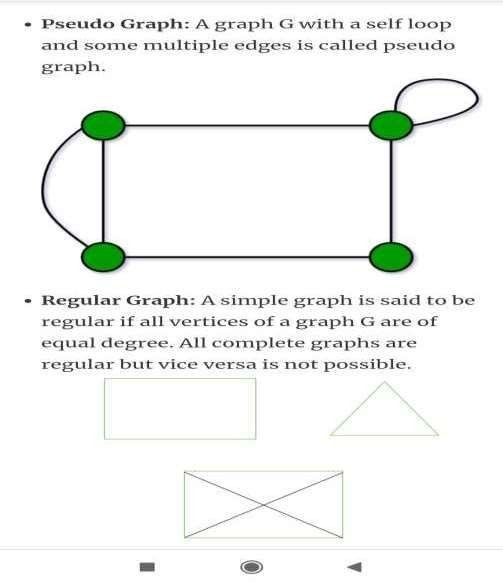 • Pseudo Graph: A graph G with a self loop
and some multiple edges is called pseudo
graph.
• Regular Graph: A simple graph is said to be
regular if all vertices of a graph G are of
equal degree. All complete graphs are
regular but vice versa is not possible.